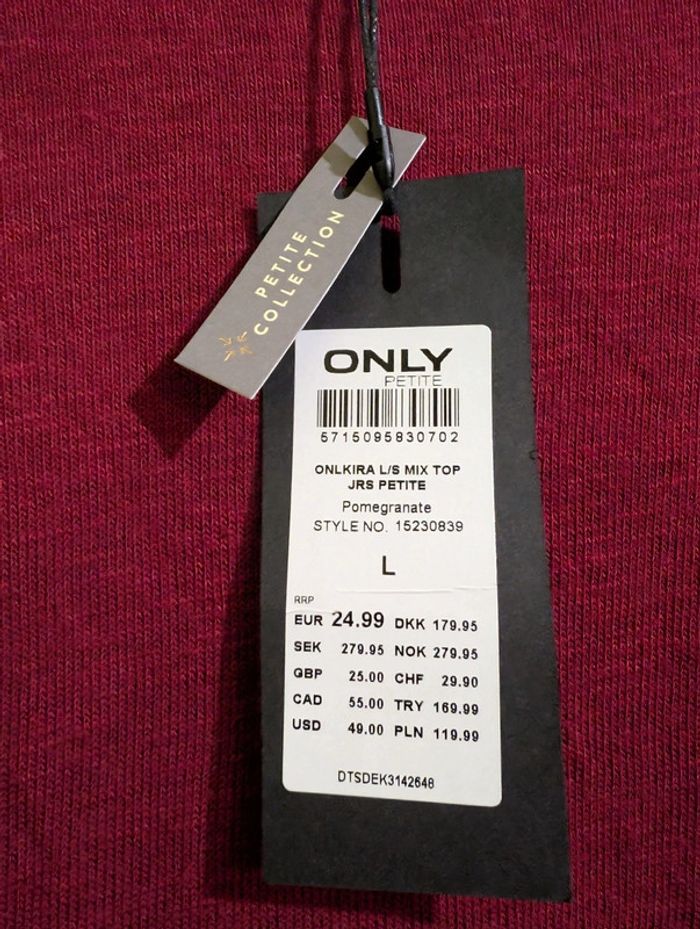 PETITE
COLLECTION
ONLY
PETITE
5715095830702
ONLKIRA L/S MIX TOP
JRS PETITE
Pomegranate
STYLE NO. 15230839
L
RRP
EUR 24.99 DKK 179.95
SEK 279.95 NOK 279.95
GBP 25.00 CHF 29.90
CAD 55.00 TRY 169.99
USD 49.00 PLN 119.99
DTSDEK3142648